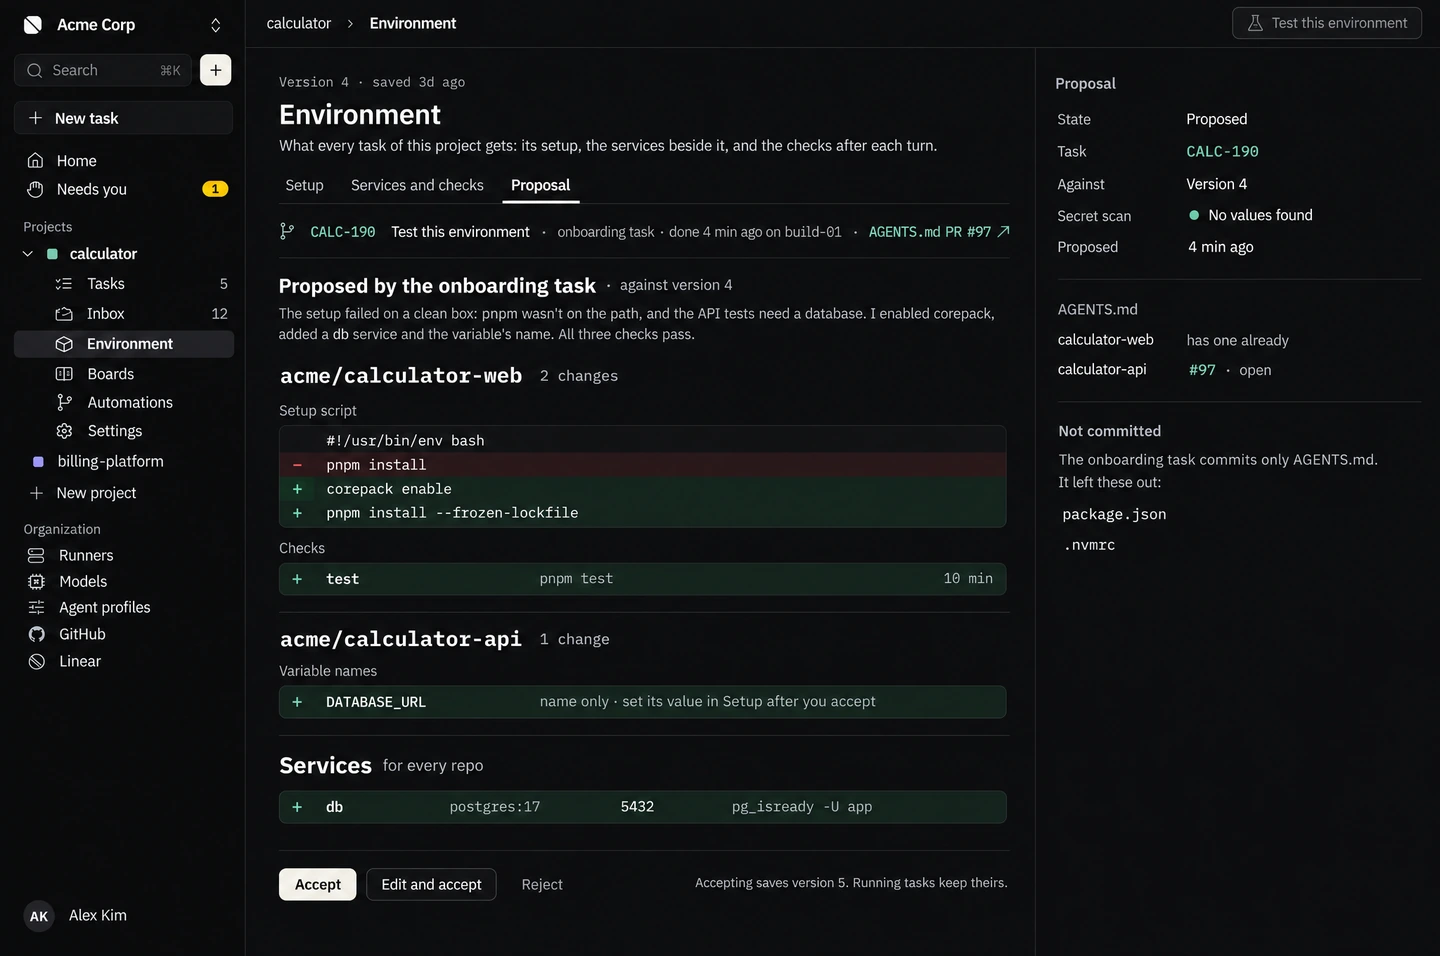 Acme Corp
Search ⌘K +
+ New task
Home
Needs you 1
Projects
calculator
Tasks 5
Inbox 12
Environment
Boards
Automations
Settings
billing-platform
+ New project
Organization
Runners
Models
Agent profiles
GitHub
Linear
AK Alex Kim
calculator > Environment
Test this environment
Version 4 · saved 3d ago
Environment
What every task of this project gets: its setup, the services beside it, and the checks after each turn.
Setup Services and checks Proposal
CALC-190 Test this environment · onboarding task · done 4 min ago on build-01 · AGENTS.md PR #97 ↗
Proposed by the onboarding task · against version 4
The setup failed on a clean box: pnpm wasn't on the path, and the API tests need a database. I enabled corepack,
added a db service and the variable's name. All three checks pass.
acme/calculator-web 2 changes
Setup script
#!/usr/bin/env bash
− pnpm install
+ corepack enable
+ pnpm install --frozen-lockfile
Checks
+ test pnpm test 10 min
acme/calculator-api 1 change
Variable names
+ DATABASE_URL name only · set its value in Setup after you accept
Services for every repo
+ db postgres:17 5432 pg_isready -U app
Accept Edit and accept Reject Accepting saves version 5. Running tasks keep theirs.
Proposal
State Proposed
Task CALC-190
Against Version 4
Secret scan No values found
Proposed 4 min ago
AGENTS.md
calculator-web has one already
calculator-api #97 · open
Not committed
The onboarding task commits only AGENTS.md.
It left these out:
package.json
.nvmrc